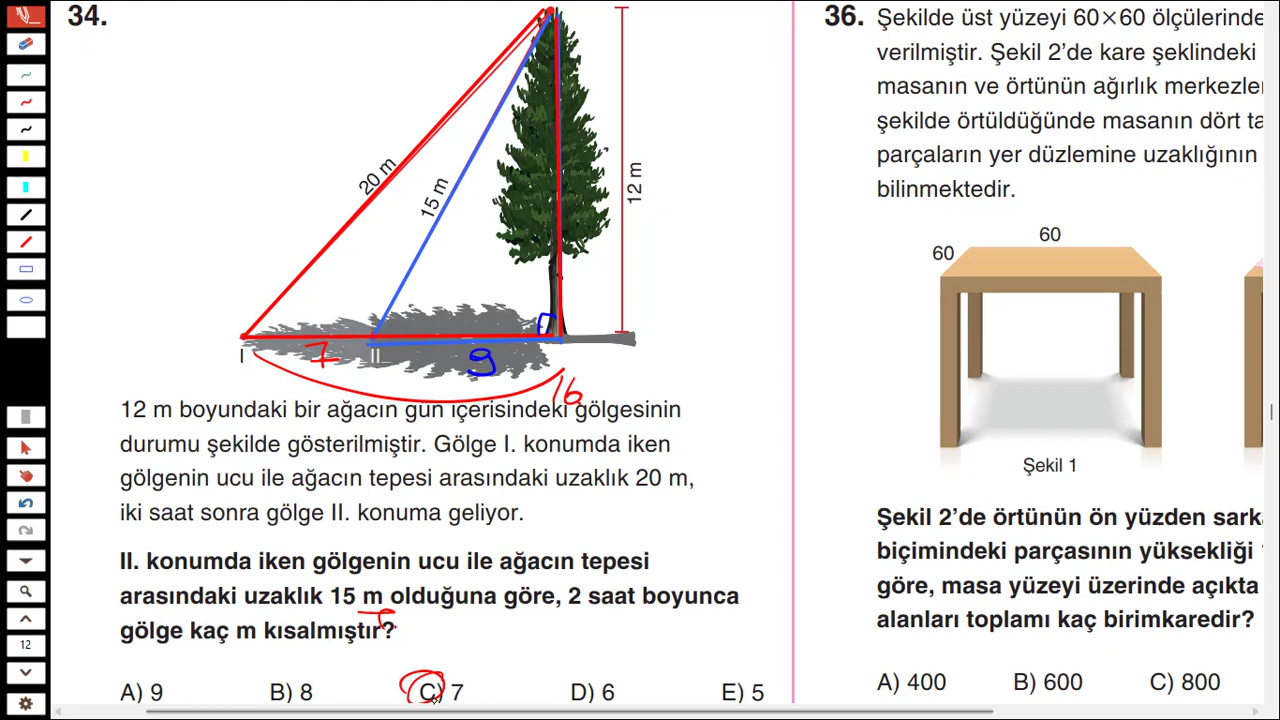 34.
20 m
15 m
12 m
I
II
7
9
16
12 m boyundaki bir ağacın gün içerisindeki gölgesinin
durumu şekilde gösterilmiştir. Gölge I. konumda iken
gölgenin ucu ile ağacın tepesi arasındaki uzaklık 20 m,
iki saat sonra gölge II. konuma geliyor.
II. konumda iken gölgenin ucu ile ağacın tepesi
arasındaki uzaklık 15 m olduğuna göre, 2 saat boyunca
gölge kaç m kısalmıştır?
A) 9 B) 8 C) 7 D) 6 E) 5
36. Şekilde üst yüzeyi 60×60 ölçülerinde
verilmiştir. Şekil 2’de kare şeklindeki
masanın ve örtünün ağırlık merkezle
şekilde örtüldüğünde masanın dört ta
parçaların yer düzlemine uzaklığının
bilinmektedir.
60
60
Şekil 1
Şekil 2’de örtünün ön yüzden sark
biçimindeki parçasının yüksekliği
göre, masa yüzeyi üzerinde açıkta
alanları toplamı kaç birimkaredir?
A) 400 B) 600 C) 800
12